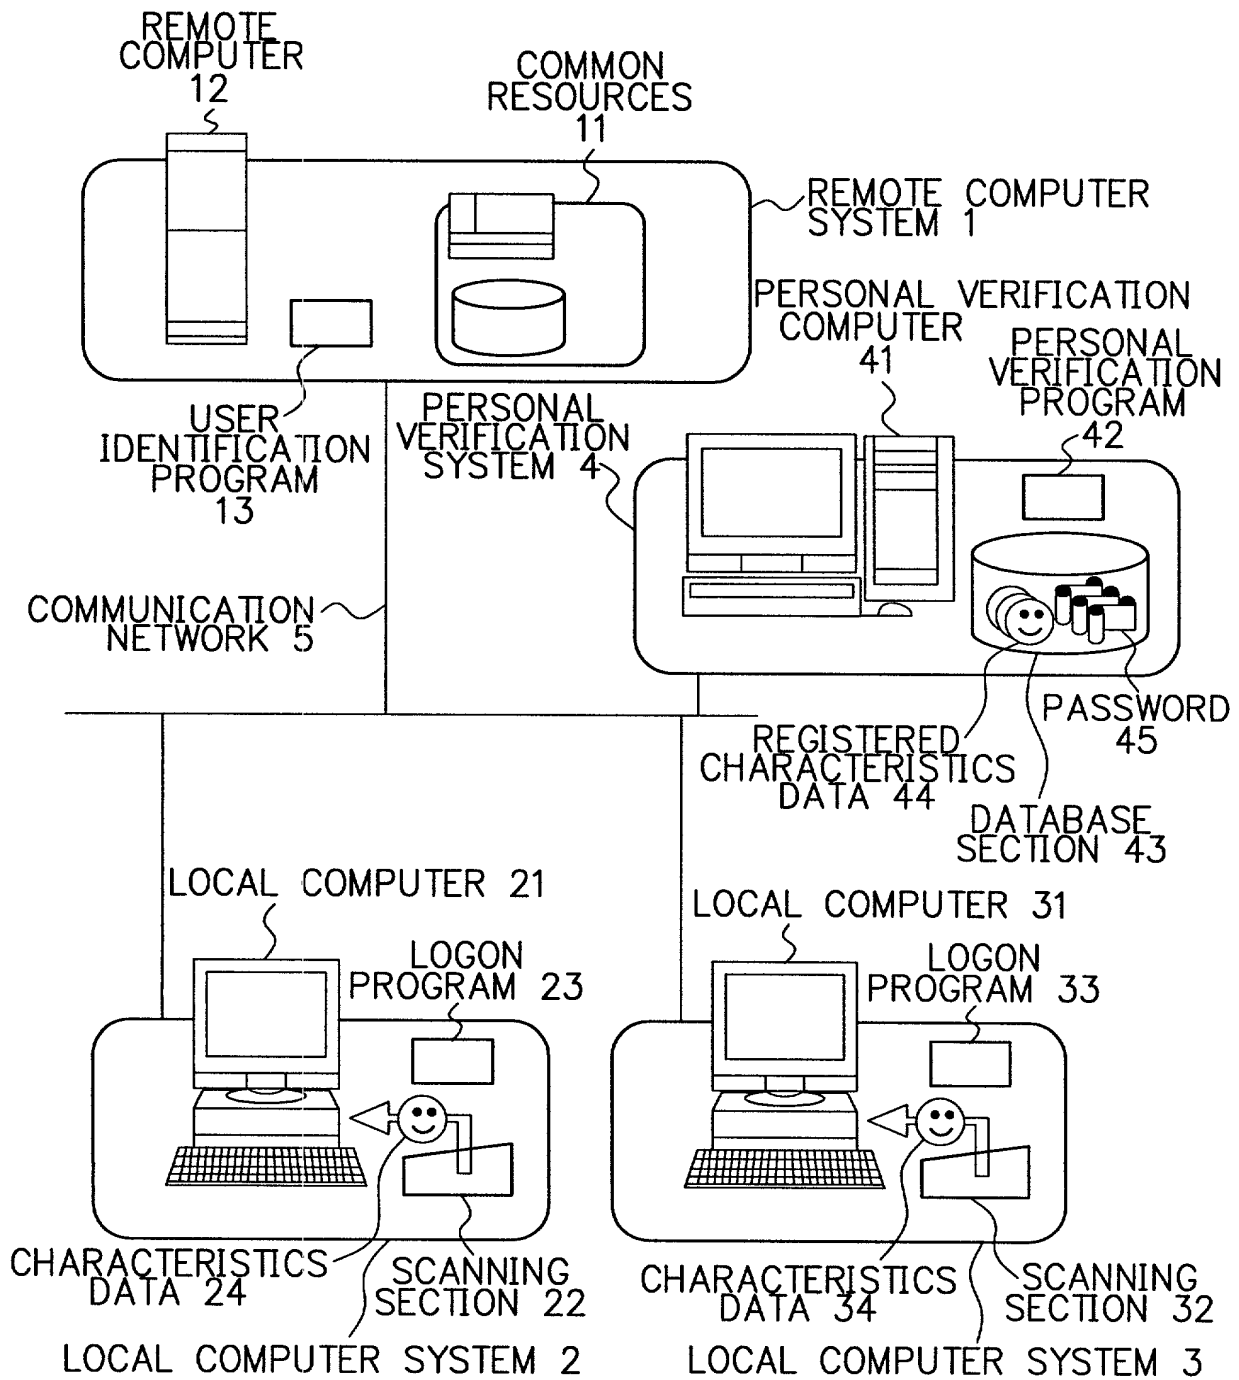 REMOTE
COMPUTER
12
COMMON
RESOURCES
11
REMOTE COMPUTER
SYSTEM 1
PERSONAL VERIFICATION
COMPUTER
41
PERSONAL
VERIFICATION
PROGRAM
42
USER
IDENTIFICATION
PROGRAM
13
PERSONAL
VERIFICATION
SYSTEM 4
COMMUNICATION
NETWORK 5
PASSWORD
45
REGISTERED
CHARACTERISTICS
DATA 44
DATABASE
SECTION 43
LOCAL COMPUTER 21
LOGON
PROGRAM 23
LOCAL COMPUTER 31
LOGON
PROGRAM 33
CHARACTERISTICS
DATA 24
SCANNING
SECTION 22
LOCAL COMPUTER SYSTEM 2
CHARACTERISTICS
DATA 34
SCANNING
SECTION 32
LOCAL COMPUTER SYSTEM 3